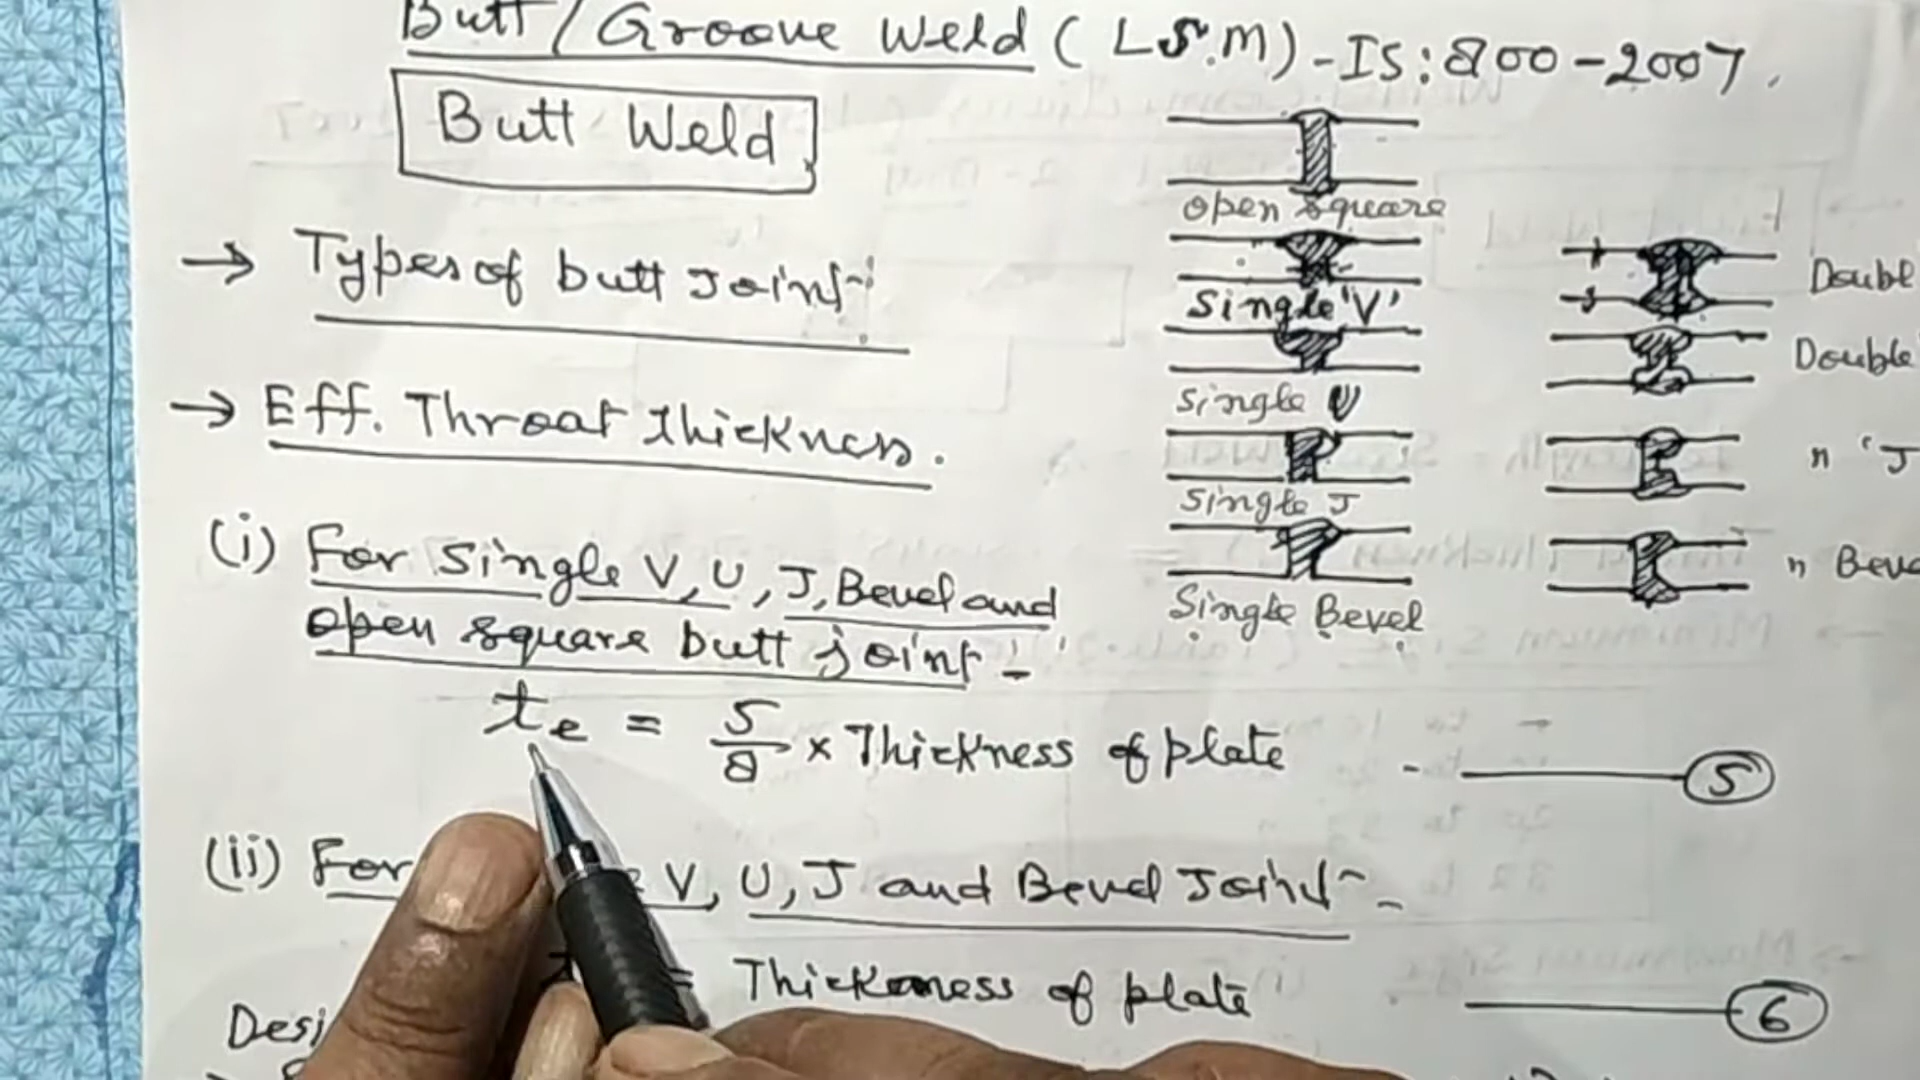 Butt / Groove Weld (L.S.M) - IS:800-2007.
Butt Weld
→ Types of butt Joint:
→ Eff. Throat thickness.
(i) For Single V, U, J, Bevel and
open square butt joint -
te = 5/8 × Thickness of plate - (5)
(ii) For V, U, J and Bevel Joint -
= Thickness of plate (6)
open square
Single 'V'
Single U
Single J
Single Bevel
Double
n 'J
n